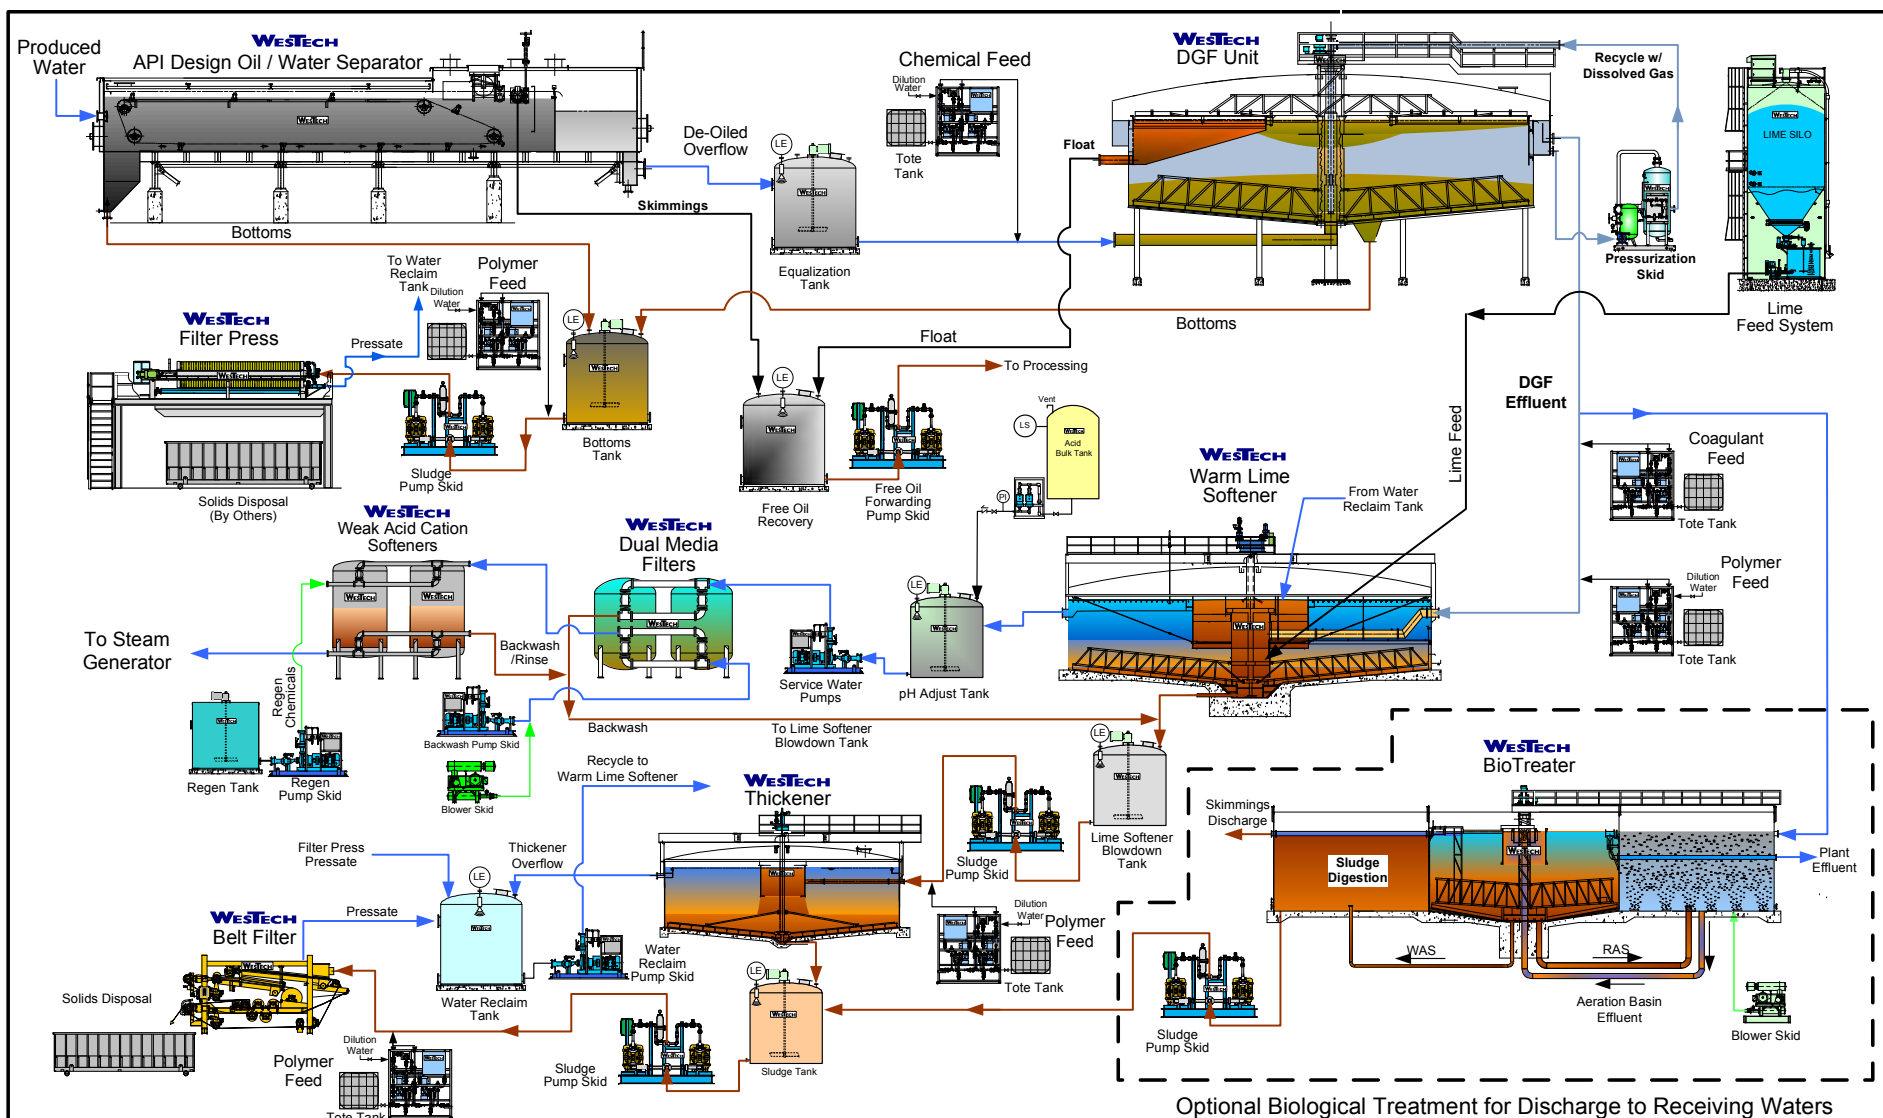 Produced
Water
WESTECH
API Design Oil / Water Separator
WESTECH
De-Oiled
Overflow
Skimmings
Bottoms
Chemical Feed
Dilution
Water
Tote
Tank
LE
Equalization
Tank
WESTECH
DGF Unit
Float
Recycle w/
Dissolved Gas
Pressurization
Skid
LIME SILO
Lime
Feed System
Bottoms
Float
To Water
Reclaim
Tank
Polymer
Feed
Dilution
Water
WESTECH
Filter Press
Pressate
Solids Disposal
(By Others)
Sludge
Pump Skid
LE
Bottoms
Tank
LE
Free Oil
Recovery
To Processing
Free Oil
Forwarding
Pump Skid
Vent
LS
Acid
Bulk Tank
PI
DGF
Effluent
Lime Feed
Coagulant
Feed
Tote Tank
Polymer
Feed
Dilution
Water
Tote Tank
WESTECH
Warm Lime
Softener
From Water
Reclaim Tank
WESTECH
Weak Acid Cation
Softeners
WESTECH
Dual Media
Filters
LE
pH Adjust Tank
Service Water
Pumps
To Steam
Generator
Backwash
/Rinse
Regen
Chemicals
Regen Tank
Regen
Pump Skid
Backwash Pump Skid
Blower Skid
Backwash
To Lime Softener
Blowdown Tank
LE
Lime Softener
Blowdown
Tank
Recycle to
Warm Lime Softener
WESTECH
Thickener
Sludge
Pump Skid
Filter Press
Pressate
Thickener
Overflow
LE
Water Reclaim
Tank
Water
Reclaim
Pump Skid
Pressate
WESTECH
Belt Filter
Solids Disposal
Dilution
Water
Polymer
Feed
Tote Tank
Sludge
Pump Skid
LE
Sludge Tank
Dilution
Water
Polymer
Feed
Tote Tank
Sludge
Pump Skid
WESTECH
BioTreater
Skimmings
Discharge
Sludge
Digestion
Plant
Effluent
WAS
RAS
Aeration Basin
Effluent
Blower Skid
Optional Biological Treatment for Discharge to Receiving Waters